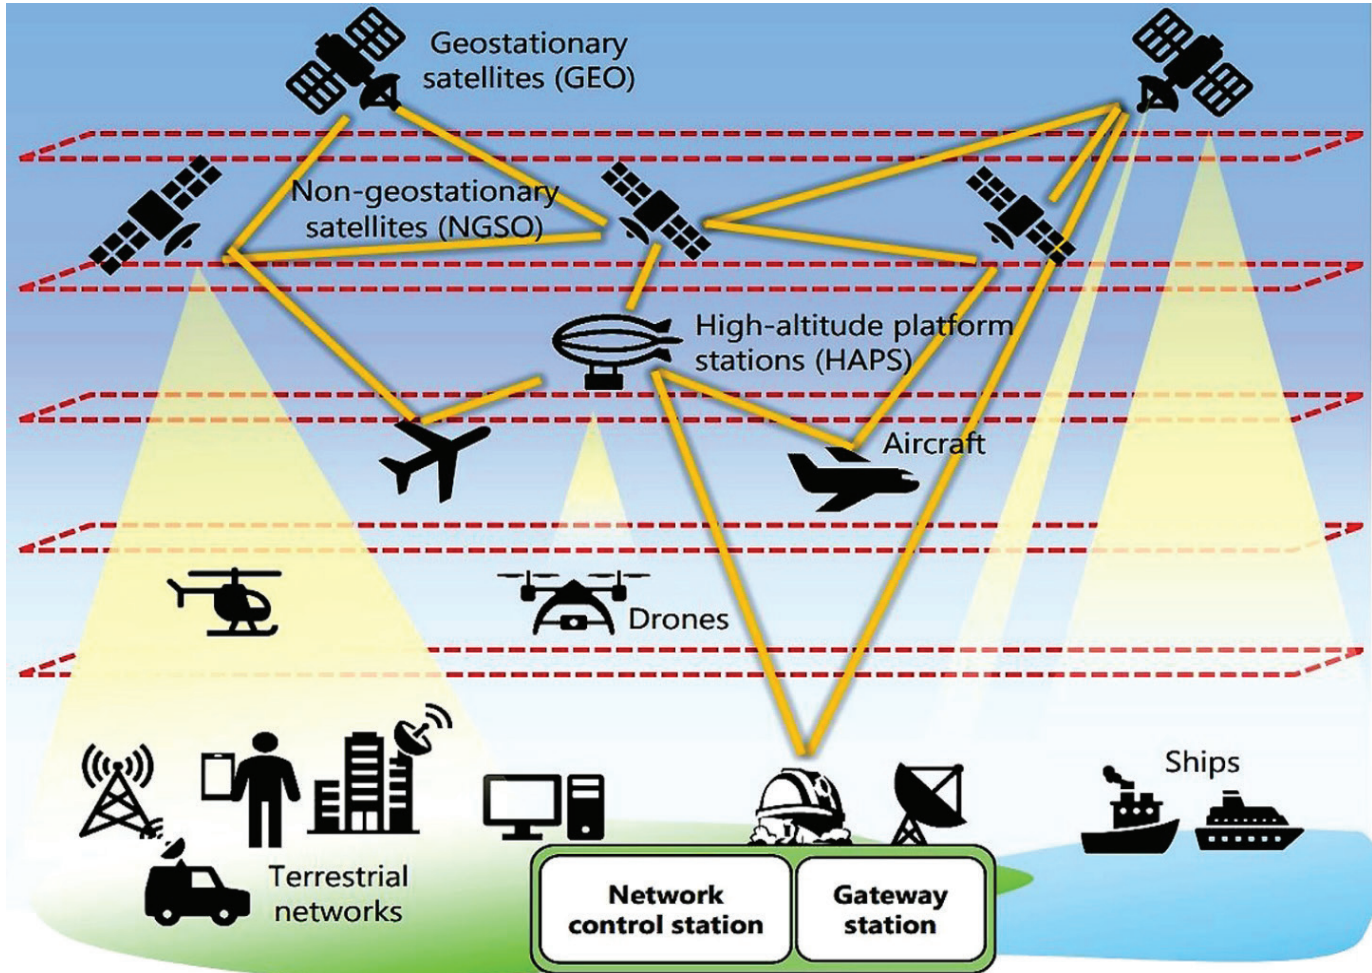 Geostationary
satellites (GEO)
Non-geostationary
satellites (NGSO)
High-altitude platform
stations (HAPS)
Aircraft
Drones
Ships
Terrestrial
networks
Network
control station
Gateway
station